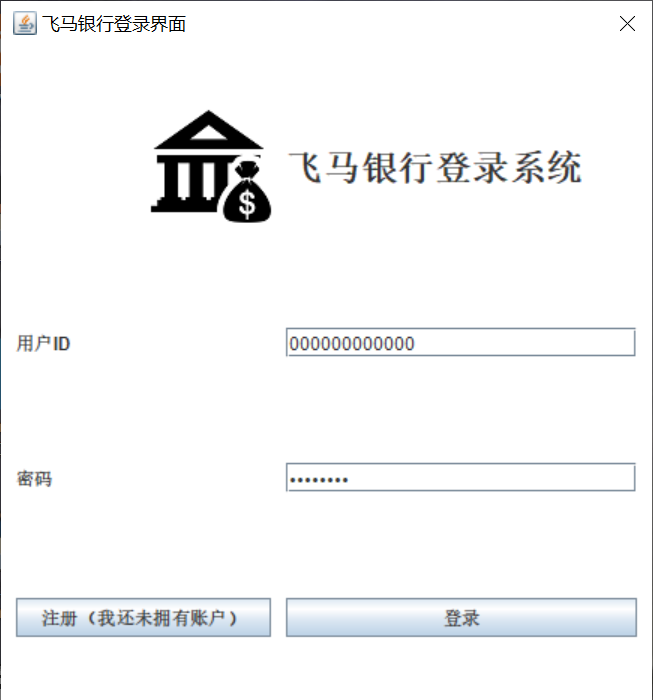 飞马银行登录界面
$
飞马银行登录系统
用户ID
000000000000
密码
••••••••
注册（我还未拥有账户）
登录